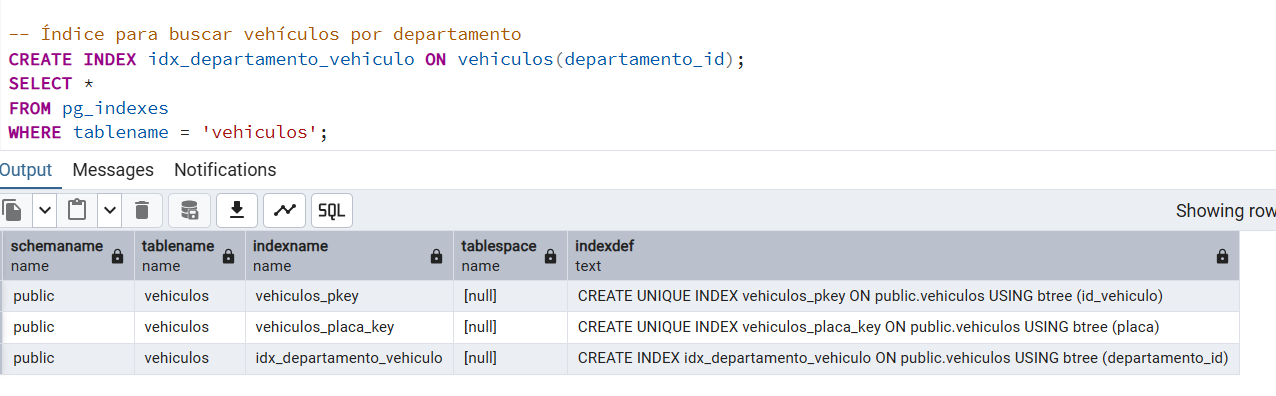 -- Índice para buscar vehículos por departamento
CREATE INDEX idx_departamento_vehiculo ON vehiculos(departamento_id);
SELECT *
FROM pg_indexes
WHERE tablename = 'vehiculos';
Output Messages Notifications
SQL
Showing row
schemaname tablename indexname tablespace indexdef
name name name name text
public vehiculos vehiculos_pkey [null] CREATE UNIQUE INDEX vehiculos_pkey ON public.vehiculos USING btree (id_vehiculo)
public vehiculos vehiculos_placa_key [null] CREATE UNIQUE INDEX vehiculos_placa_key ON public.vehiculos USING btree (placa)
public vehiculos idx_departamento_vehiculo [null] CREATE INDEX idx_departamento_vehiculo ON public.vehiculos USING btree (departamento_id)